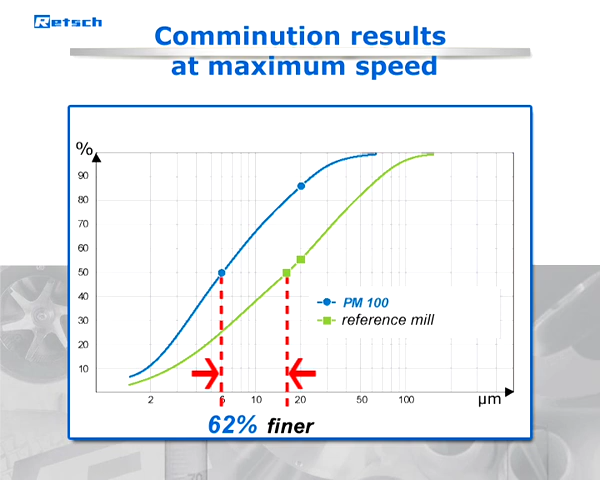 Retsch
Comminution results
at maximum speed
%
90
80
70
60
50
40
30
20
10
PM 100
reference mill
2
10
20
50
100
µm
62% finer